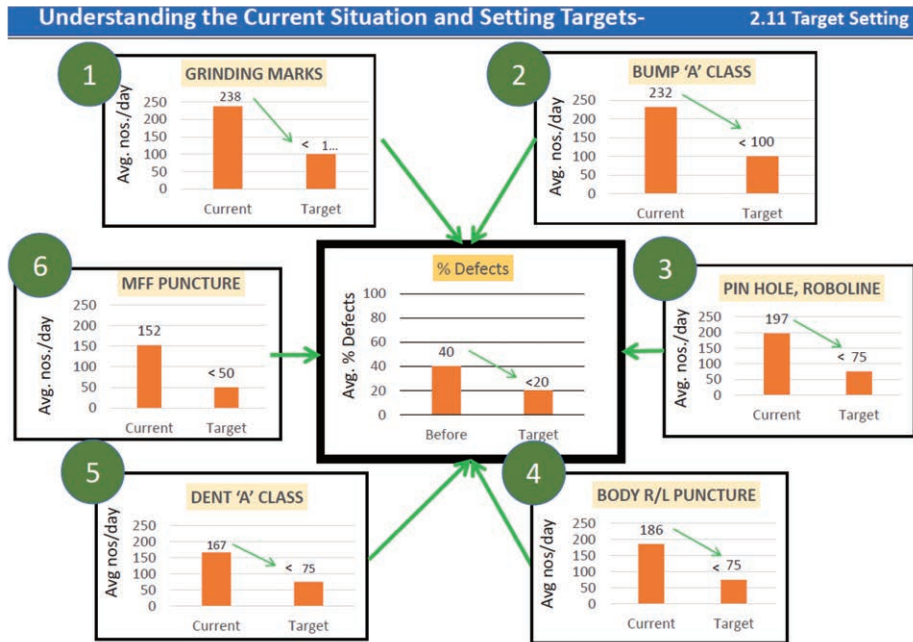 Understanding the Current Situation and Setting Targets-
2.11 Target Setting
1
GRINDING MARKS
Avg. nos./day
250
200
150
100
50
0
238
< 1...
Current Target
2
BUMP ‘A’ CLASS
Avg. nos./day
250
200
150
100
50
0
232
< 100
Current Target
6
MFF PUNCTURE
Avg. nos./day
250
200
150
100
50
0
152
< 50
Current Target
% Defects
Avg. % Defects
100
80
60
40
20
0
40
<20
Before Target
3
PIN HOLE, ROBOLINE
Avg. nos./day
250
200
150
100
50
0
197
< 75
Current Target
5
DENT ‘A’ CLASS
Avg nos/day
250
200
150
100
50
0
167
< 75
Current Target
4
BODY R/L PUNCTURE
Avg nos./day
250
200
150
100
50
0
186
< 75
Current Target